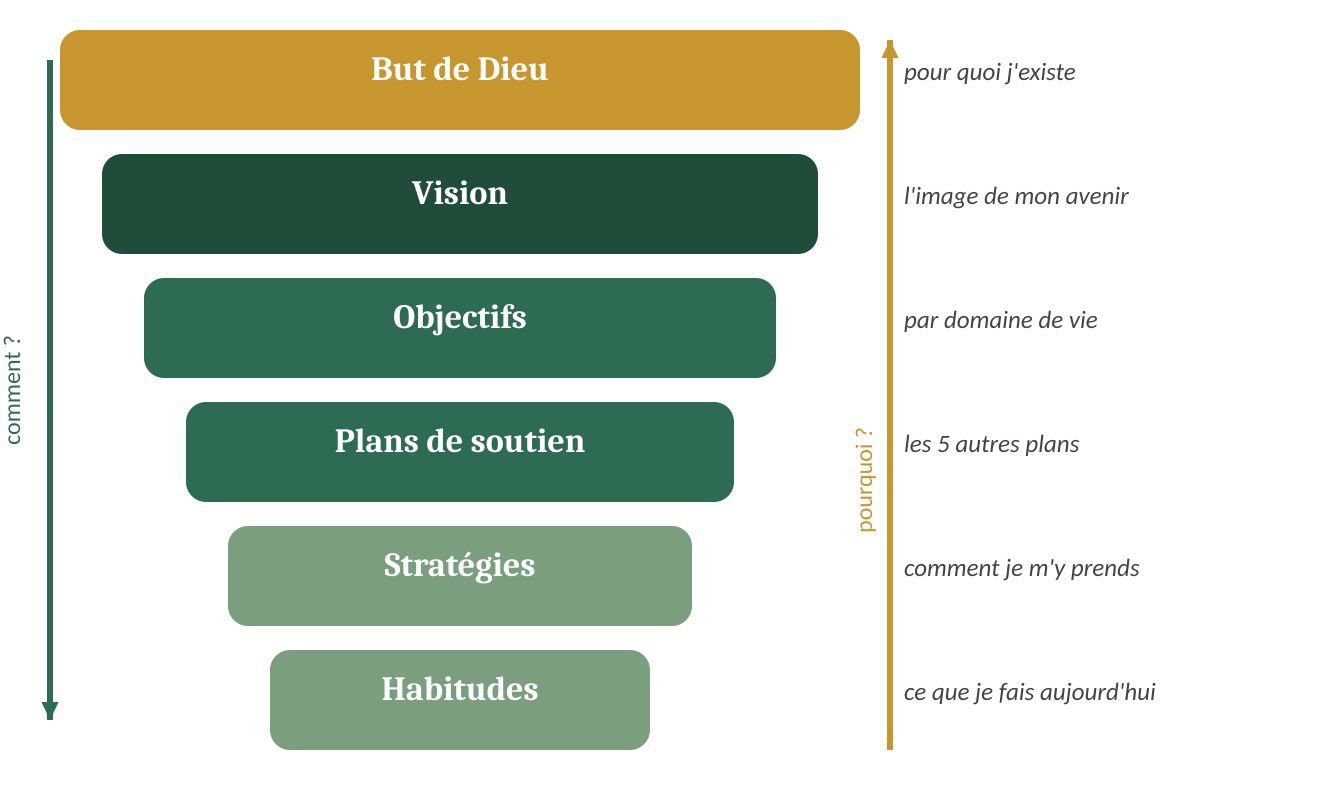 But de Dieu
pour quoi j'existe
Vision
l'image de mon avenir
Objectifs
par domaine de vie
comment ?
Plans de soutien
les 5 autres plans
pourquoi ?
Stratégies
comment je m'y prends
Habitudes
ce que je fais aujourd'hui